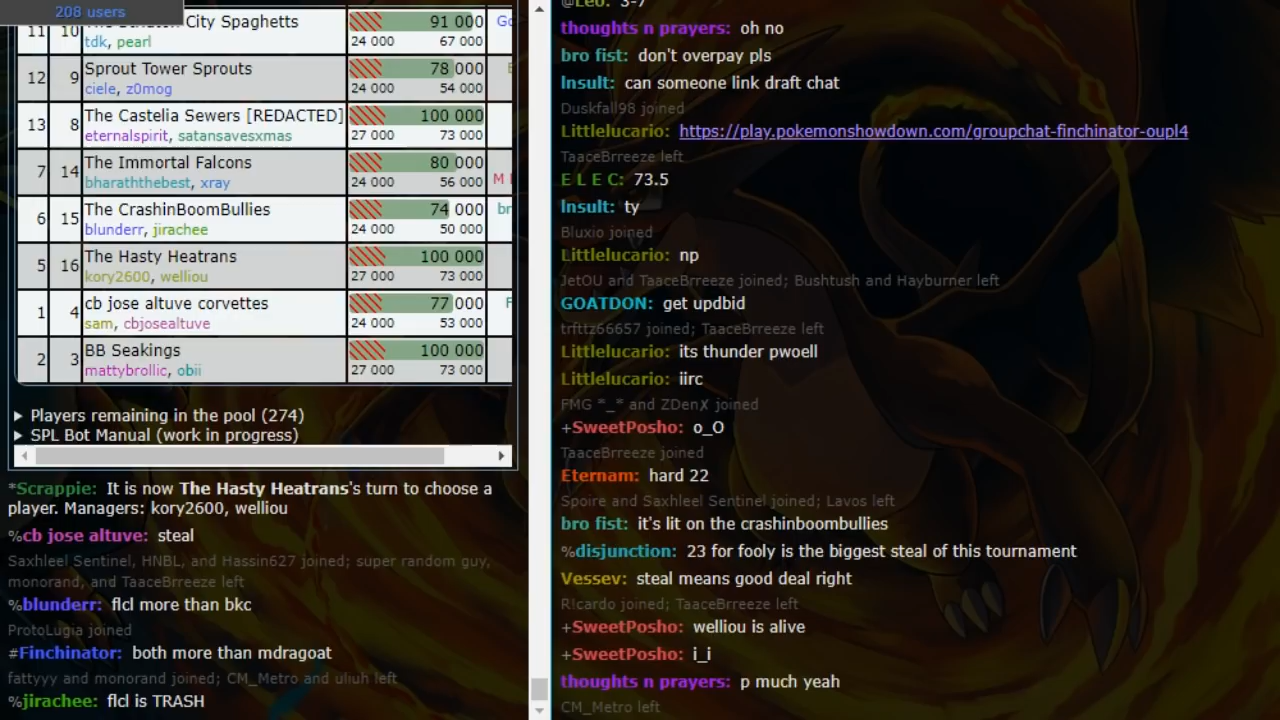 208 users
11 10 City Spaghetts 91 000
tdk, pearl 24 000 67 000
12 9 Sprout Tower Sprouts 78 000
ciele, z0mog 24 000 54 000
13 8 The Castelia Sewers [REDACTED] 100 000
eternalspirit, satansavesxmas 27 000 73 000
7 14 The Immortal Falcons 80 000
bharaththebest, xray 24 000 56 000
6 15 The CrashinBoomBullies 74 000
blunderr, jirachee 24 000 50 000
5 16 The Hasty Heatrans 100 000
kory2600, welliou 27 000 73 000
1 4 cb jose altuve corvettes 77 000
sam, cbjosealtuve 24 000 53 000
2 3 BB Seakings 100 000
mattybrollic, obii 27 000 73 000
Players remaining in the pool (274)
SPL Bot Manual (work in progress)
*Scrappie: It is now The Hasty Heatrans's turn to choose a
player. Managers: kory2600, welliou
%cb jose altuve: steal
Saxhleel Sentinel, HNBL, and Hassin627 joined; super random guy,
monorand, and TaaceBrreeze left
%blunderr: flcl more than bkc
ProtoLugia joined
#Finchinator: both more than mdragoat
fattyyy and monorand joined; CM_Metro and uliuh left
%jirachee: flcl is TRASH
@Leo: 3-7
thoughts n prayers: oh no
bro fist: don't overpay pls
lnsult: can someone link draft chat
Duskfall98 joined
Littlelucario: https://play.pokemonshowdown.com/groupchat-finchinator-oupl4
TaaceBrreeze left
E L E C: 73.5
lnsult: ty
Bluxio joined
Littlelucario: np
JetOU and TaaceBrreeze joined; Bushtush and Hayburner left
GOATDON: get updbid
trfttz66657 joined; TaaceBrreeze left
Littlelucario: its thunder pwoell
Littlelucario: iirc
FMG *_* and ZDen✗ joined
+SweetPosho: o_O
TaaceBrreeze joined
Eternam: hard 22
Spoire and Saxhleel Sentinel joined; Lavos left
bro fist: it's lit on the crashinboombullies
%disjunction: 23 for fooly is the biggest steal of this tournament
Vessev: steal means good deal right
R!cardo joined; TaaceBrreeze left
+SweetPosho: welliou is alive
+SweetPosho: i_i
thoughts n prayers: p much yeah
CM_Metro left